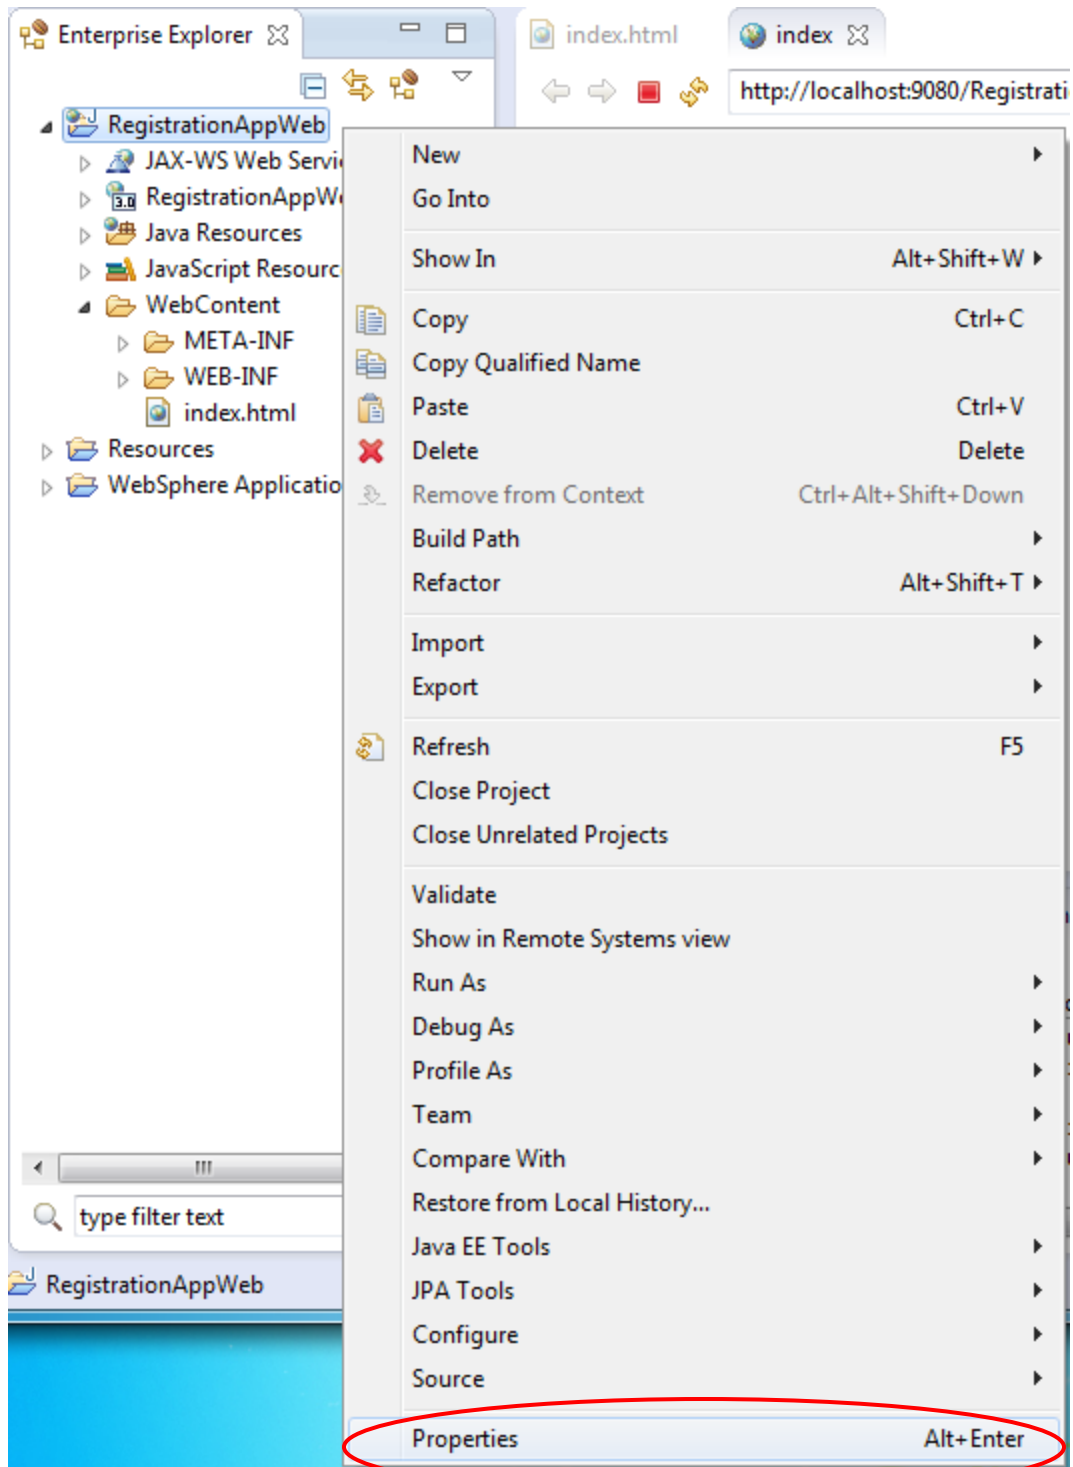 Enterprise Explorer
index.html
index
http://localhost:9080/Registrati
RegistrationAppWeb
JAX-WS Web Servi
RegistrationAppW
3.0
Java Resources
JavaScript Resourc
WebContent
META-INF
WEB-INF
index.html
Resources
WebSphere Applicatio
type filter text
RegistrationAppWeb
New
Go Into
Show In Alt+Shift+W
Copy Ctrl+C
Copy Qualified Name
Paste Ctrl+V
Delete Delete
Remove from Context Ctrl+Alt+Shift+Down
Build Path
Refactor Alt+Shift+T
Import
Export
Refresh F5
Close Project
Close Unrelated Projects
Validate
Show in Remote Systems view
Run As
Debug As
Profile As
Team
Compare With
Restore from Local History...
Java EE Tools
JPA Tools
Configure
Source
Properties Alt+Enter